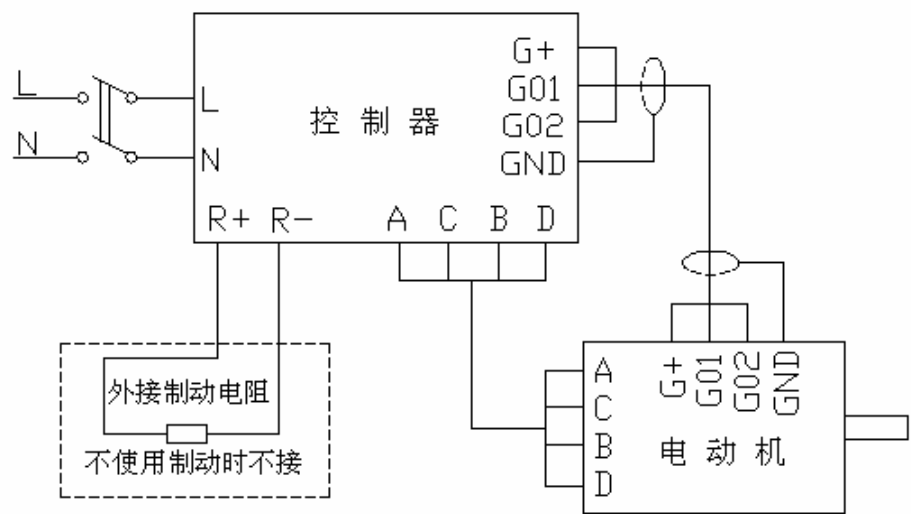 G+
L
L
G01
控制器
G02
N
N
GND
R+ R- A C B D
外接制动电阻
不使用制动时不接
A
C
B
D
G+ G01 G02 GND
电动机